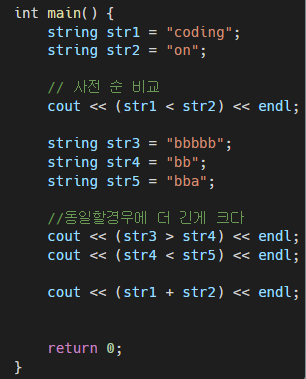 int main() {
    string str1 = "coding";
    string str2 = "on";

    // 사전 순 비교
    cout << (str1 < str2) << endl;

    string str3 = "bbbbb";
    string str4 = "bb";
    string str5 = "bba";

    //동일할경우에 더 긴게 크다
    cout << (str3 > str4) << endl;
    cout << (str4 < str5) << endl;

    cout << (str1 + str2) << endl;


    return 0;
}